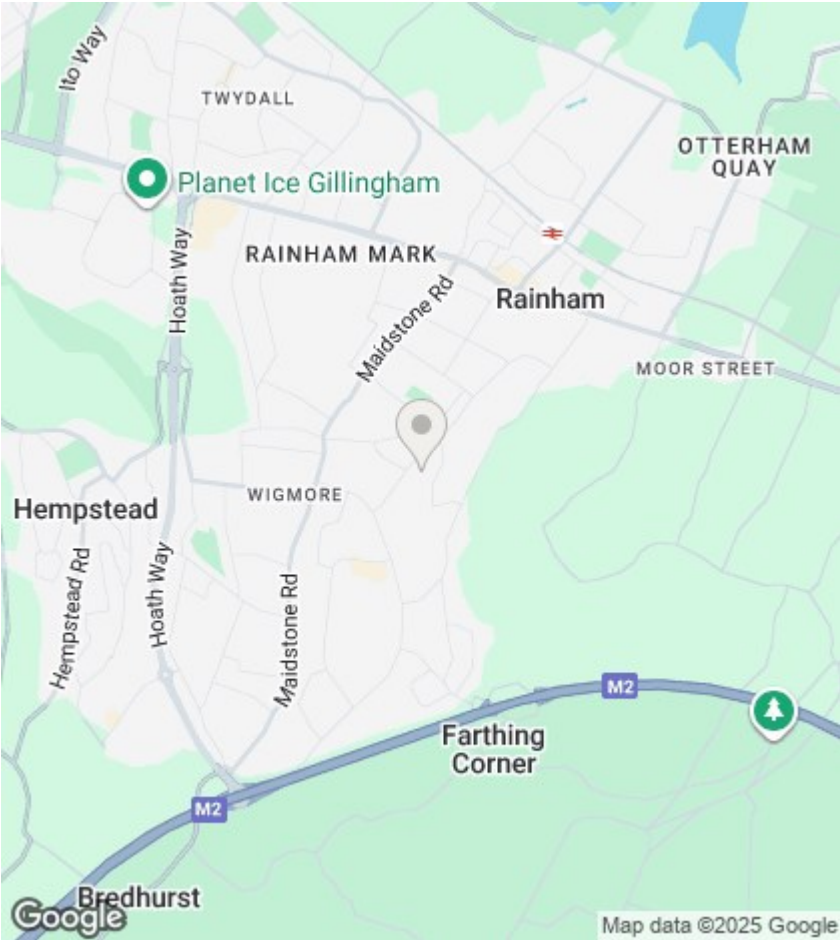 Ito Way
TWYDALL
OTTERHAM
QUAY
Planet Ice Gillingham
Hoath Way
RAINHAM MARK
Maidstone Rd
Rainham
MOOR STREET
WIGMORE
Hempstead
Hempstead Rd
Hoath Way
Maidstone Rd
M2
Farthing
Corner
M2
Bredhurst
Google
Map data ©2025 Google